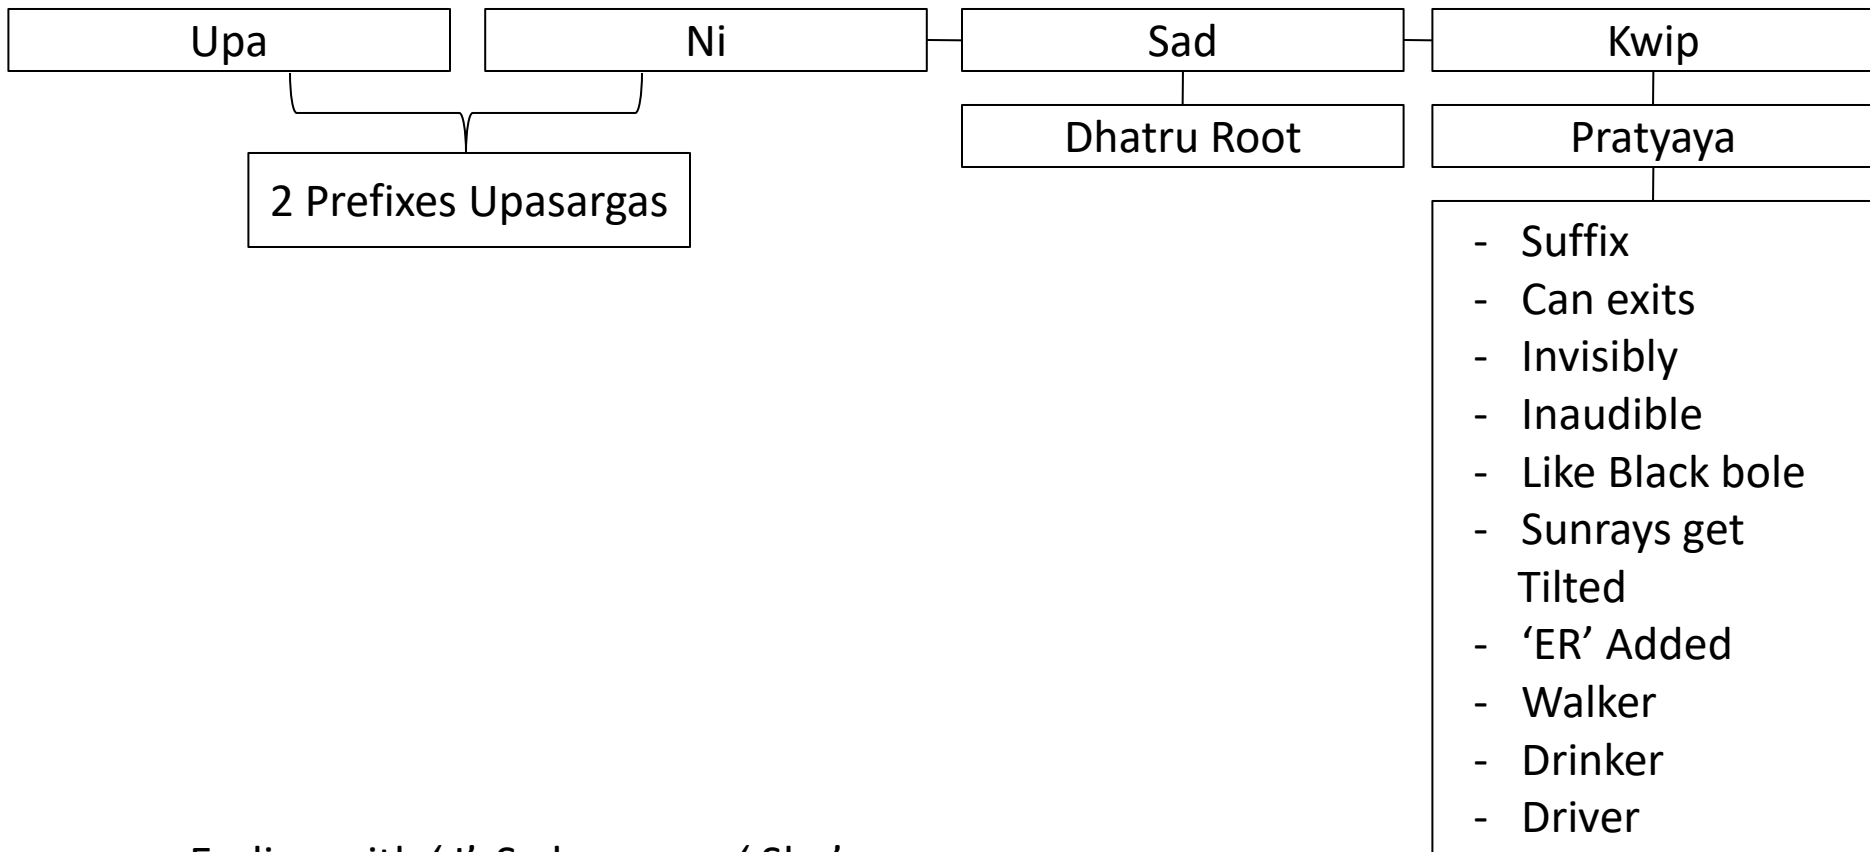 Upa
Ni
Sad
Kwip
Dhatru Root
Pratyaya
2 Prefixes Upasargas
- Suffix
- Can exits
- Invisibly
- Inaudible
- Like Black bole
- Sunrays get
Tilted
- ‘ER’ Added
- Walker
- Drinker
- Driver